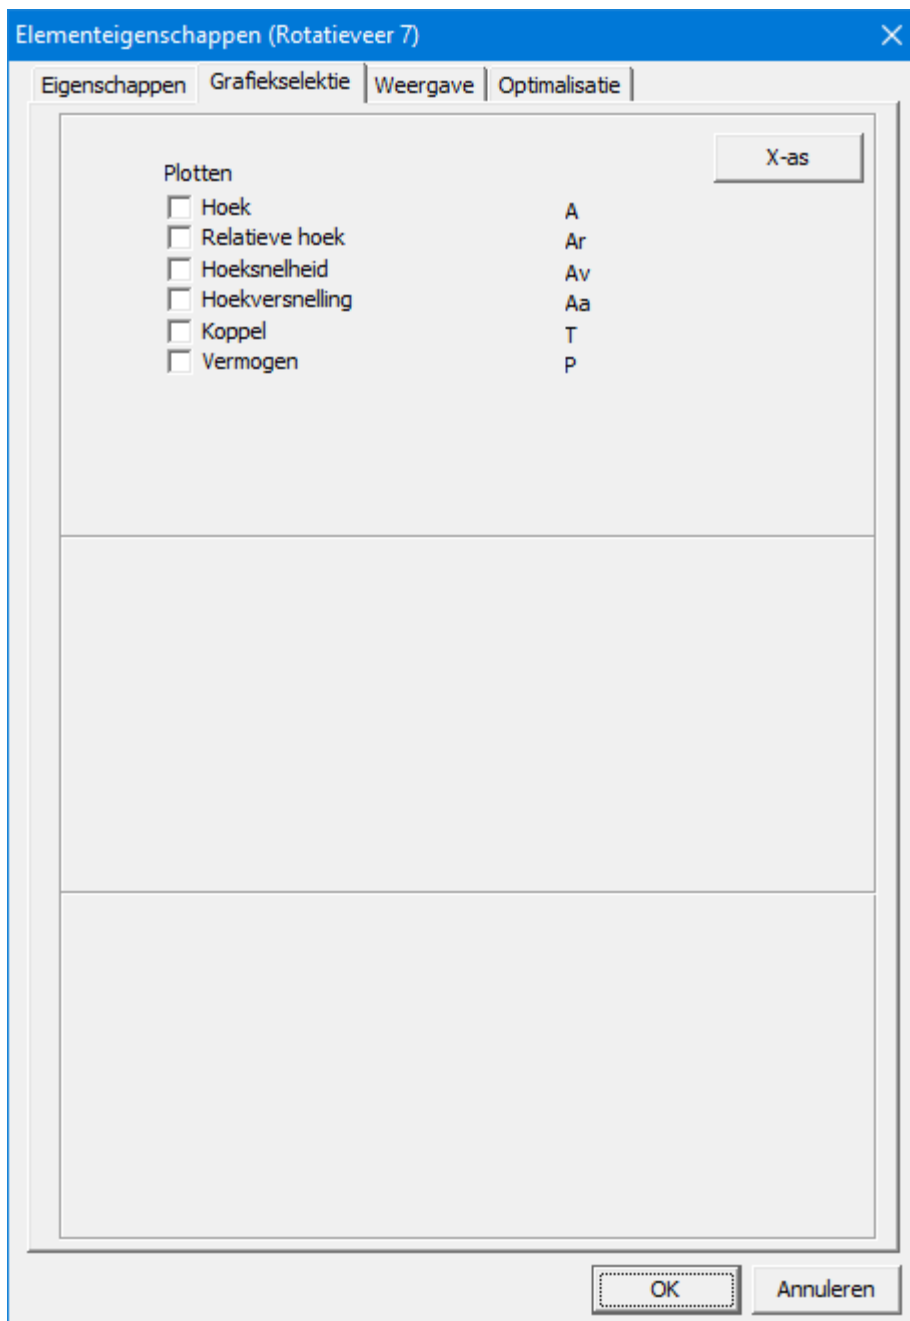 Elementeigenschappen (Rotatieveer 7)
Eigenschappen Grafiekselektie Weergave Optimalisatie
X-as
Plotten
Hoek A
Relatieve hoek Ar
Hoeksnelheid Av
Hoekversnelling Aa
Koppel T
Vermogen P
OK Annuleren